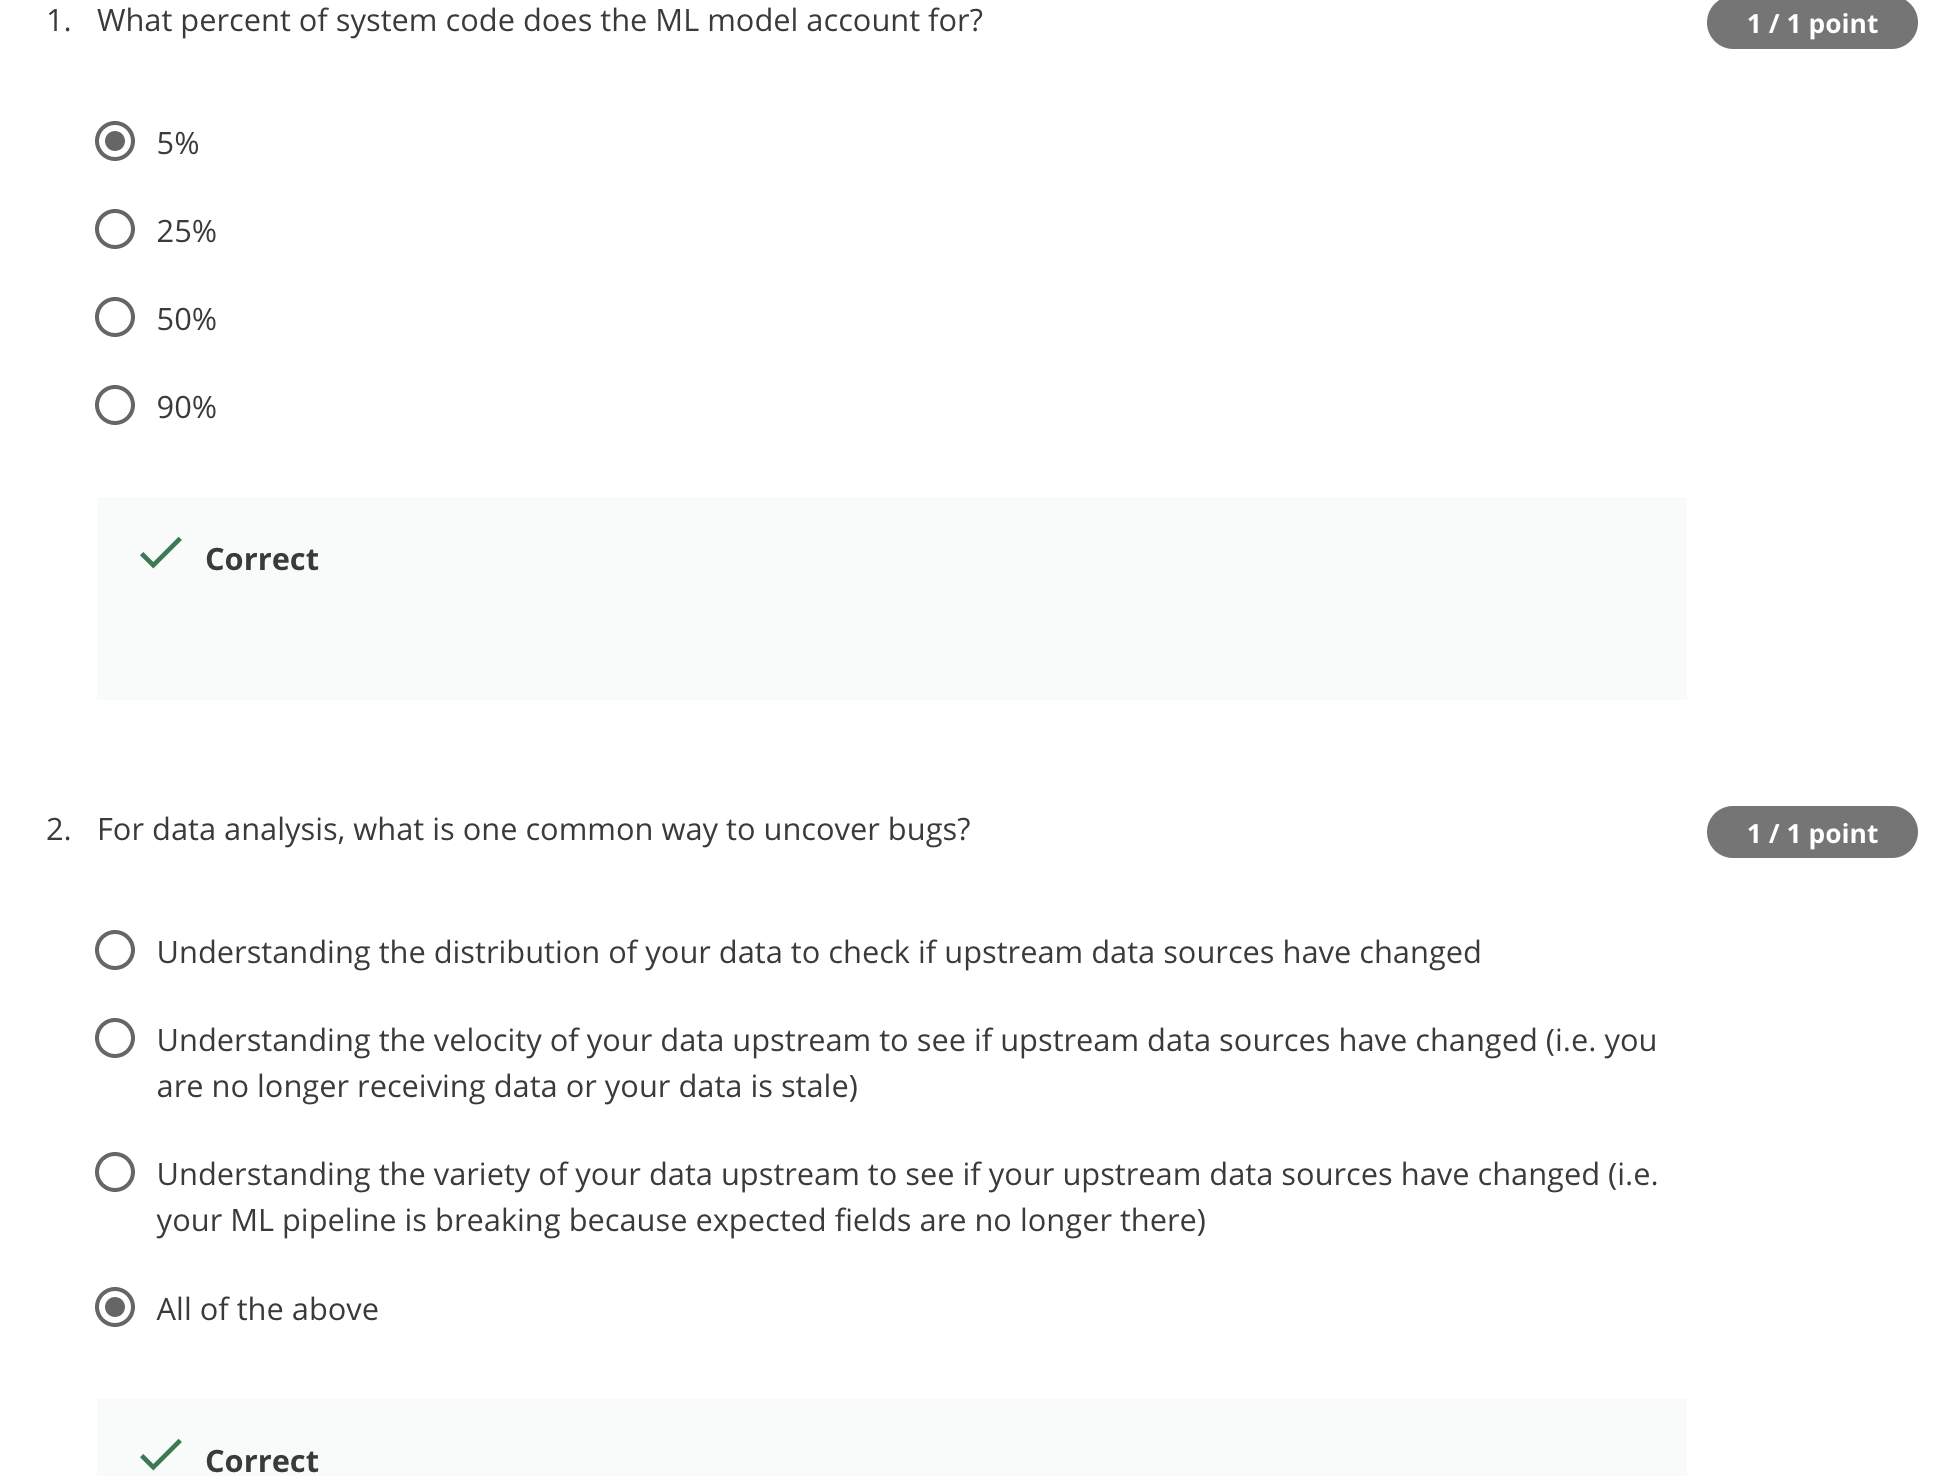 1. What percent of system code does the ML model account for?
1 / 1 point
5%
25%
50%
90%
Correct
2. For data analysis, what is one common way to uncover bugs?
1 / 1 point
Understanding the distribution of your data to check if upstream data sources have changed
Understanding the velocity of your data upstream to see if upstream data sources have changed (i.e. you
are no longer receiving data or your data is stale)
Understanding the variety of your data upstream to see if your upstream data sources have changed (i.e.
your ML pipeline is breaking because expected fields are no longer there)
All of the above
Correct